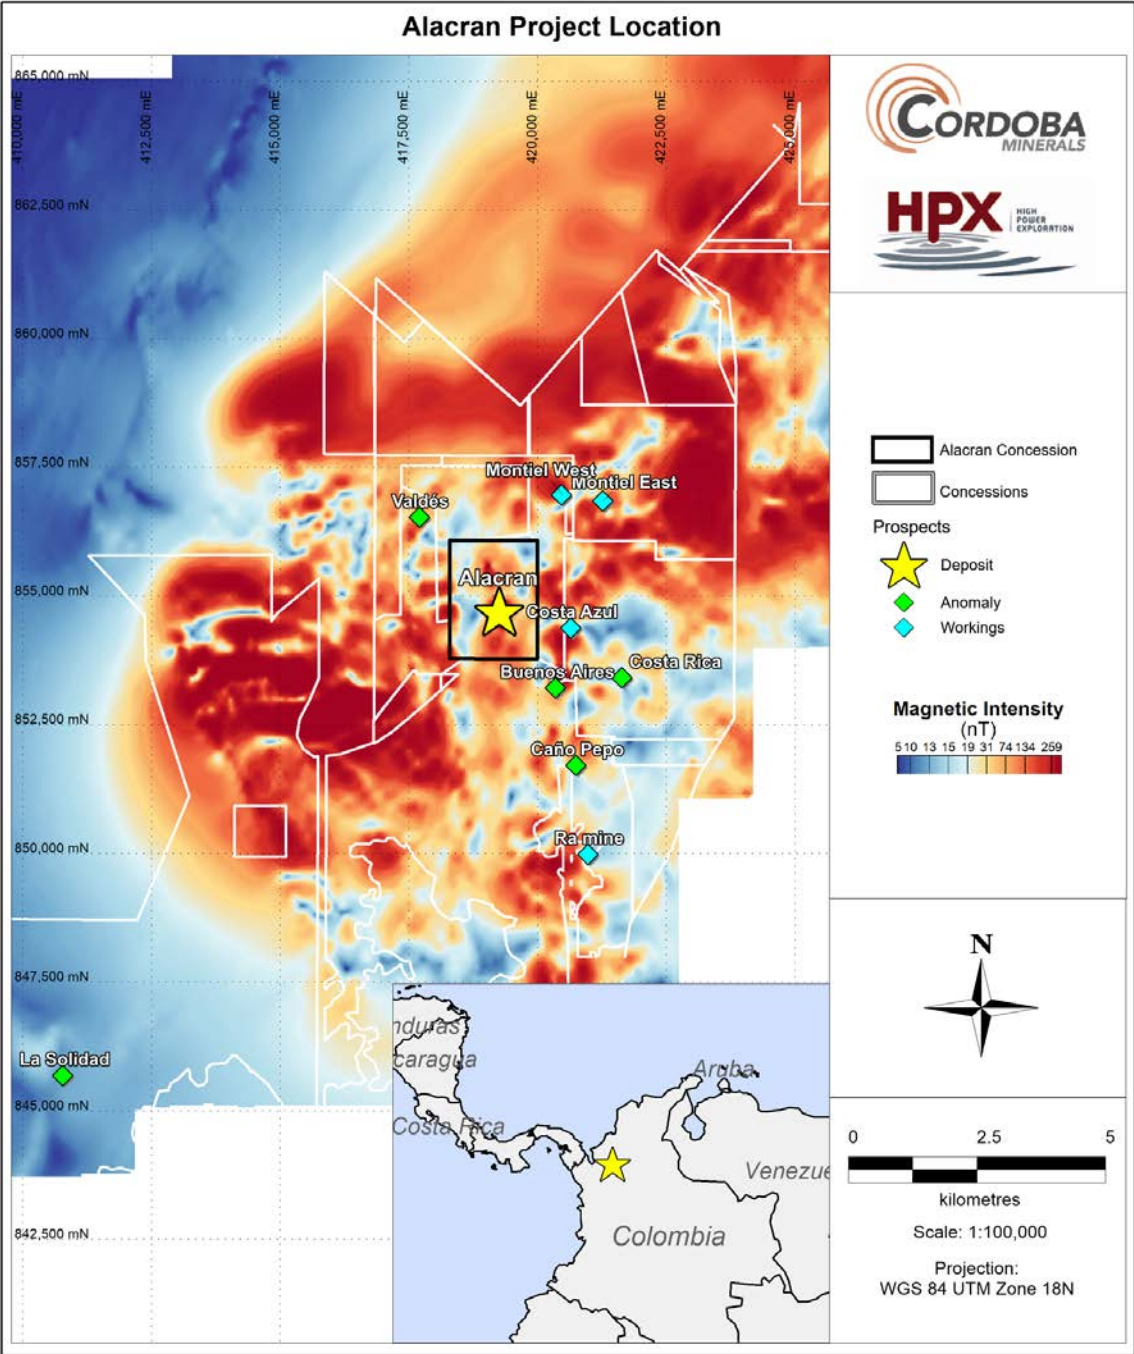 Alacran Project Location
865,000 mN
410,000 mE
412,500 mE
415,000 mE
417,500 mE
420,000 mE
422,500 mE
425,000 mE
862,500 mN
860,000 mN
857,500 mN
855,000 mN
852,500 mN
850,000 mN
847,500 mN
845,000 mN
842,500 mN
Montiel West
Montiel East
Valdés
Alacran
Costa Azul
Costa Rica
Buenos Aires
Caño Pepo
Ra mine
La Solidad
nduras
caragua
Costa Rica
Aruba
Venezue
Colombia
CORDOBA
MINERALS
HPX
HIGH
POWER
EXPLORATION
Alacran Concession
Concessions
Prospects
Deposit
Anomaly
Workings
Magnetic Intensity
(nT)
5 10 13 15 19 31 74 134 259
N
0 2.5 5
kilometres
Scale: 1:100,000
Projection:
WGS 84 UTM Zone 18N